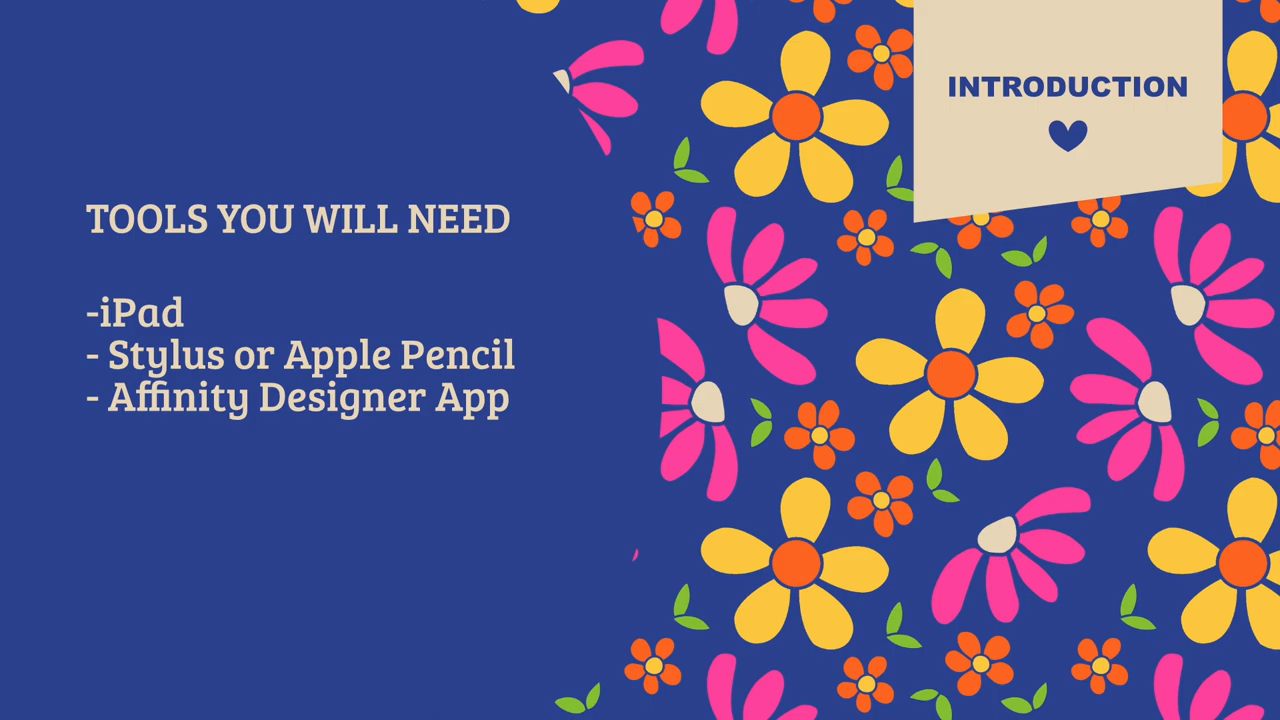 INTRODUCTION
TOOLS YOU WILL NEED
-iPad
- Stylus or Apple Pencil
- Affinity Designer App